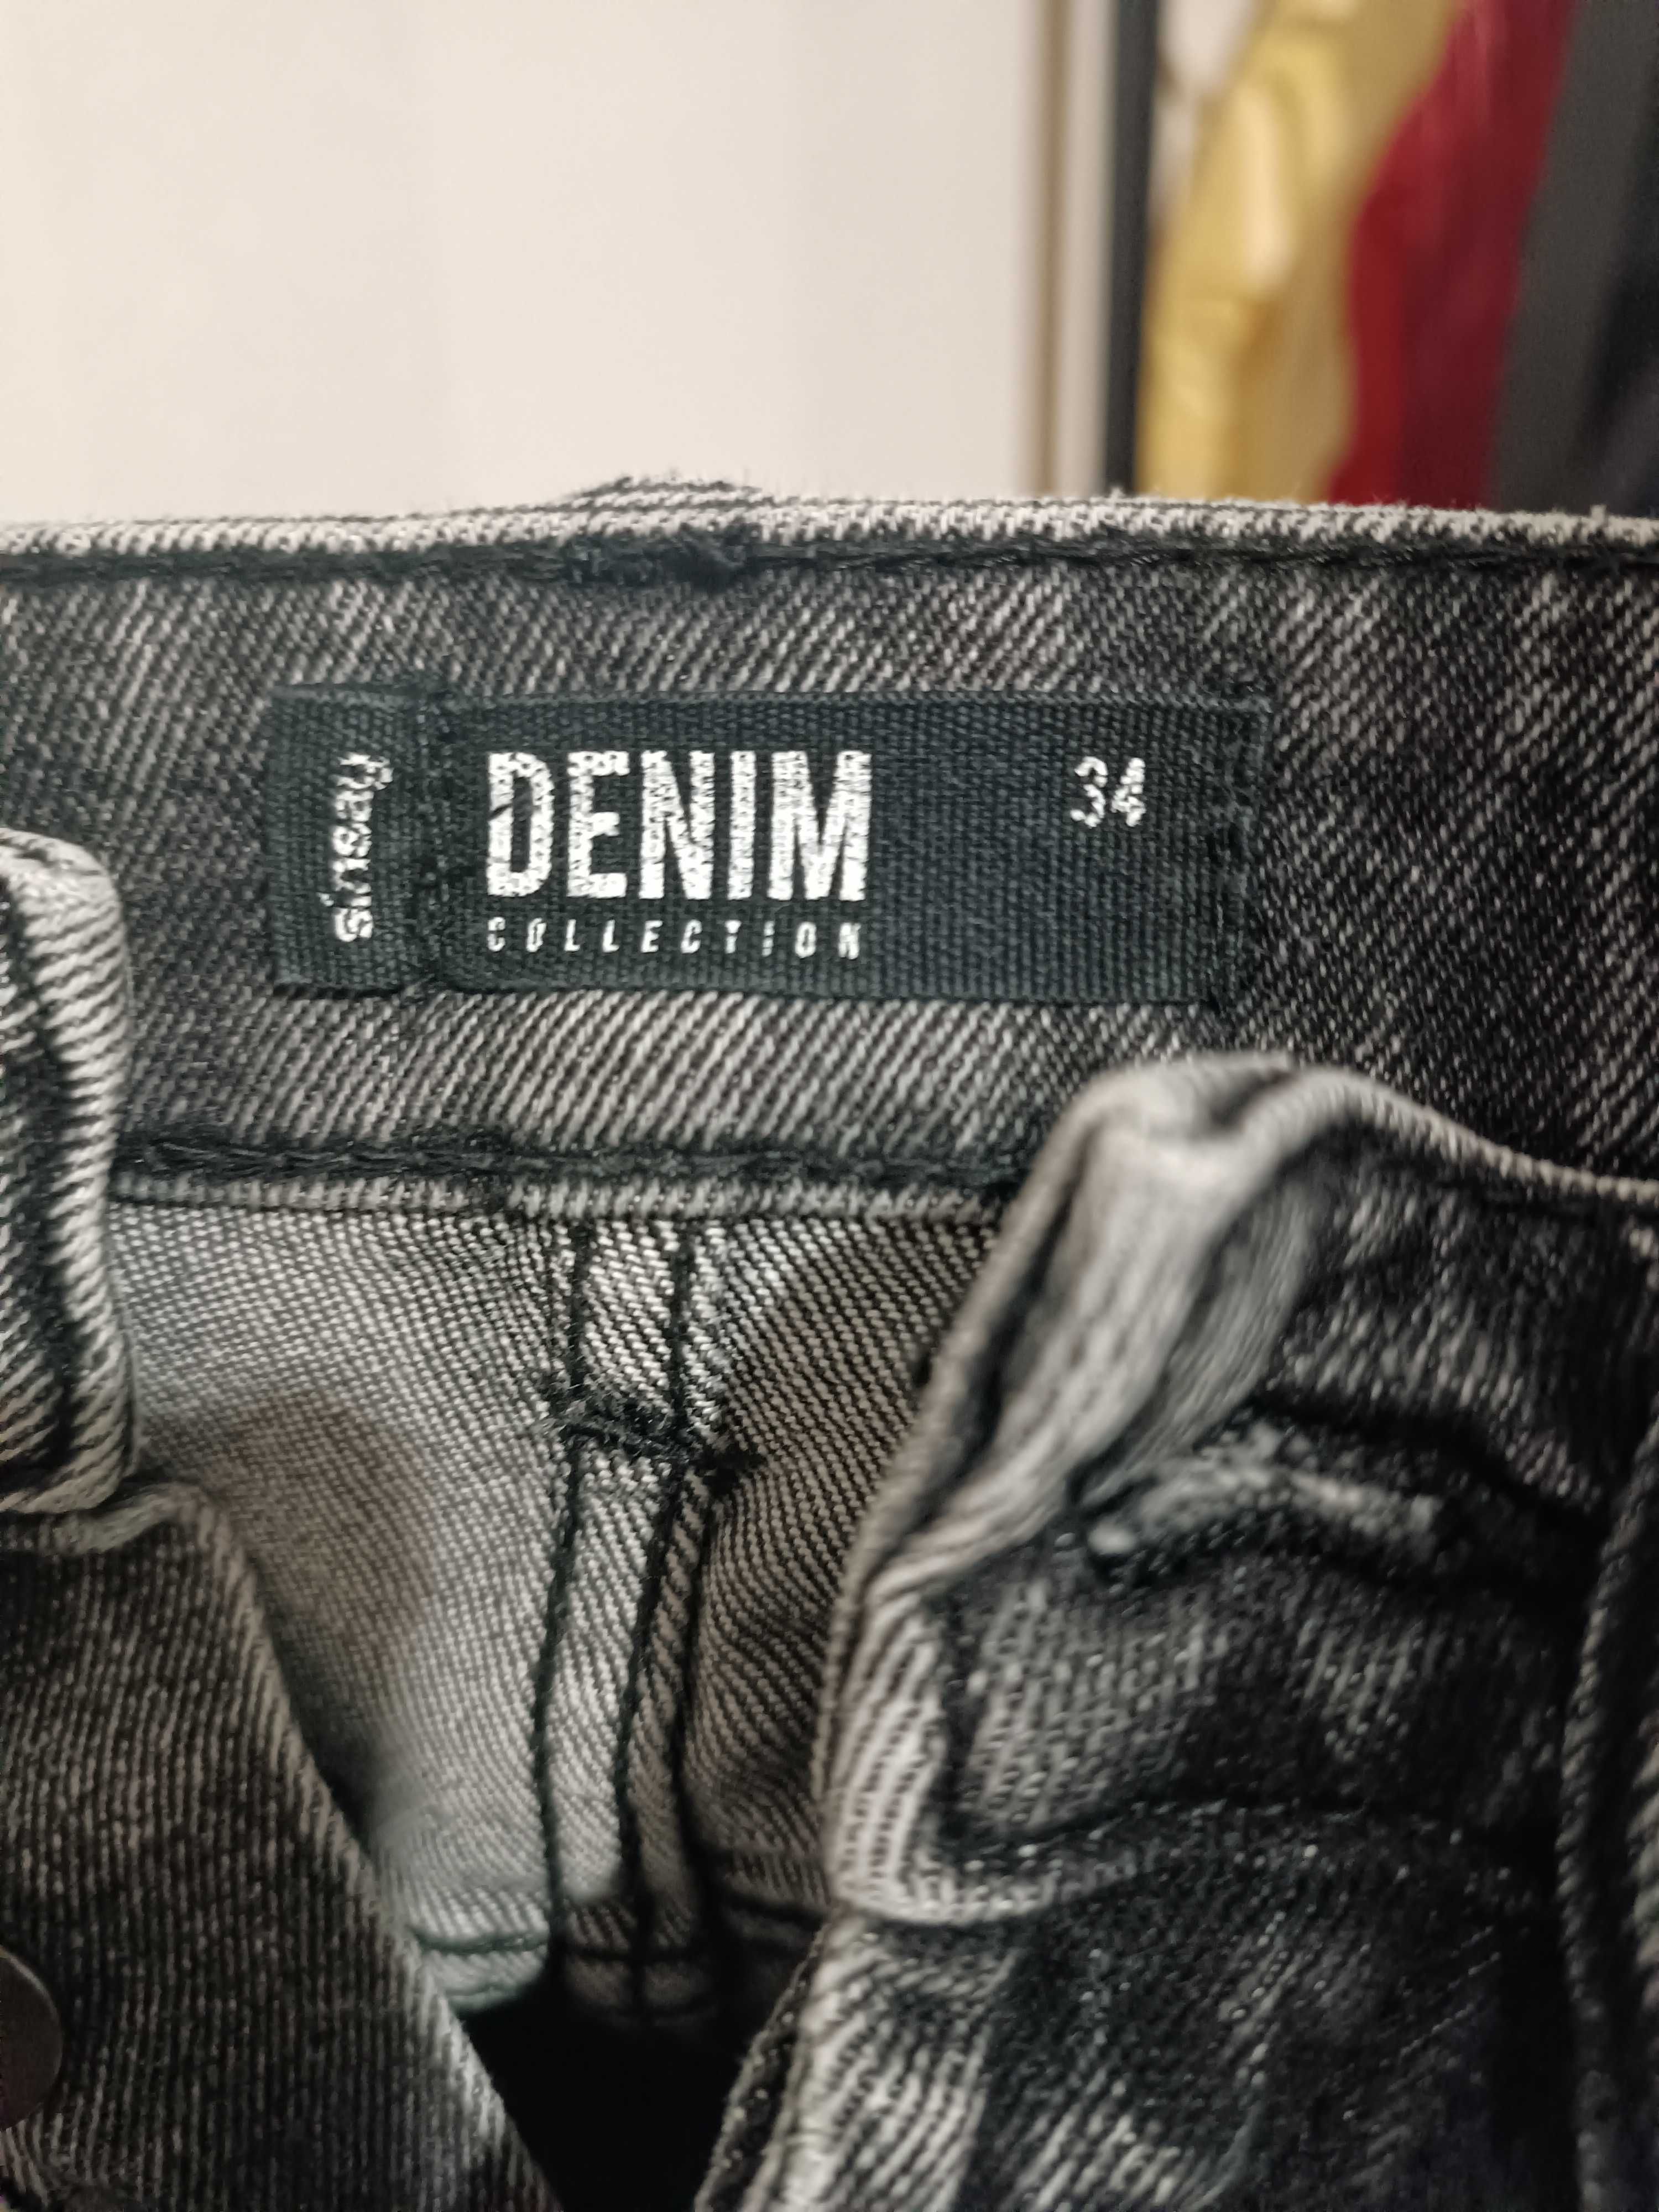 sinsay
DENIM
COLLECTION
34